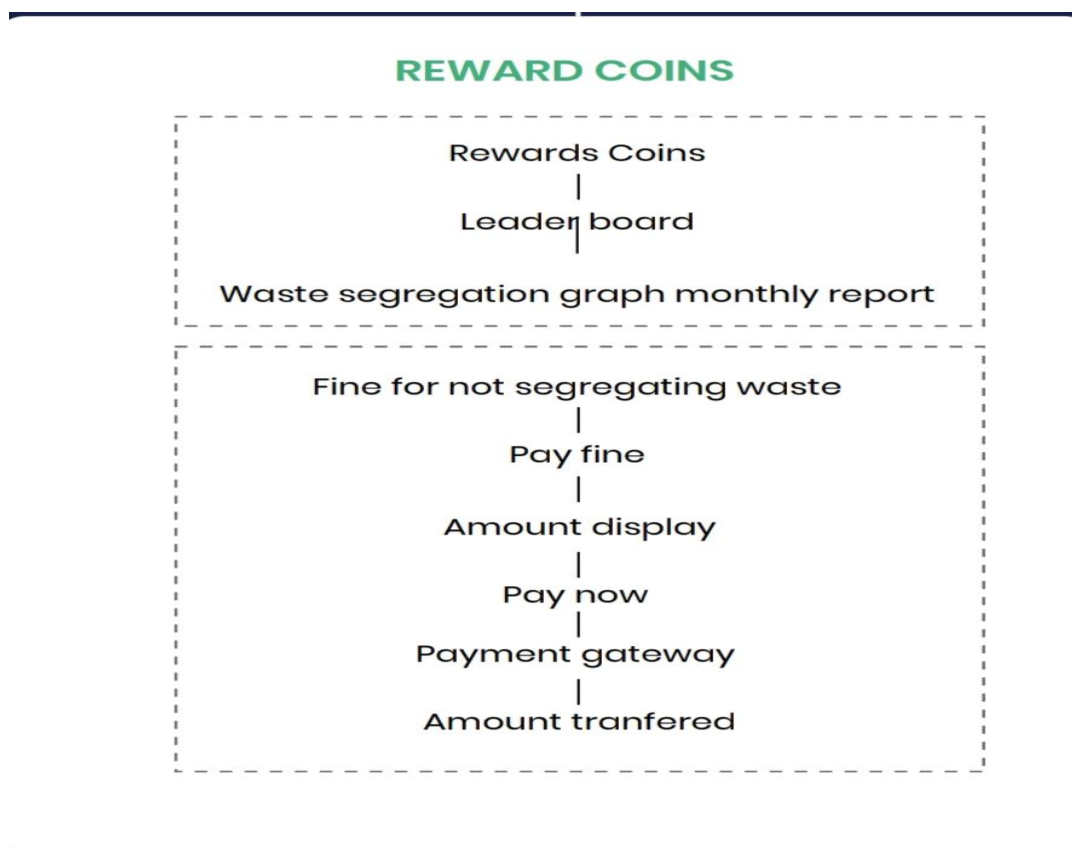 REWARD COINS
Rewards Coins
Leader board
Waste segregation graph monthly report
Fine for not segregating waste
Pay fine
Amount display
Pay now
Payment gateway
Amount tranfered